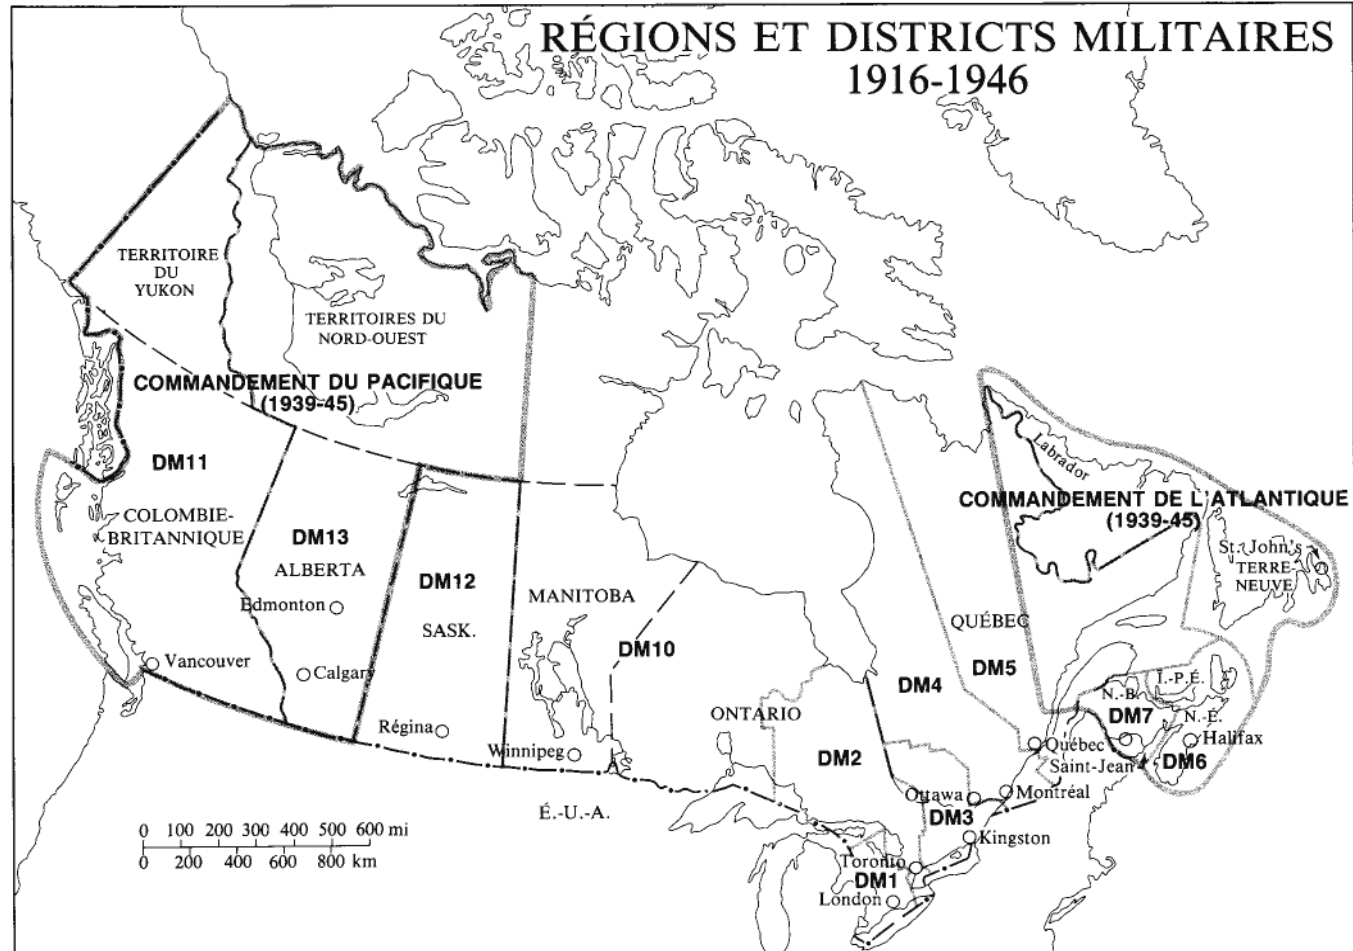 RÉGIONS ET DISTRICTS MILITAIRES
1916-1946
TERRITOIRE
DU
YUKON
TERRITOIRES DU
NORD-OUEST
COMMANDEMENT DU PACIFIQUE
(1939-45)
DM11
COLOMBIE-
BRITANNIQUE
DM13
ALBERTA
Edmonton
Vancouver
Calgary
DM12
SASK.
Régina
MANITOBA
Winnipeg
DM10
ONTARIO
DM2
É.-U.A.
Labrador
COMMANDEMENT DE L'ATLANTIQUE
(1939-45)
St. John's
TERRE-
NEUVE
QUÉBEC
DM5
DM4
Î.-P.É.
N.-B.
DM7
N.-É.
Québec
Halifax
Saint-Jean
DM6
Ottawa
Montréal
DM3
Kingston
Toronto
DM1
London
0 100 200 300 400 500 600 mi
0 200 400 600 800 km